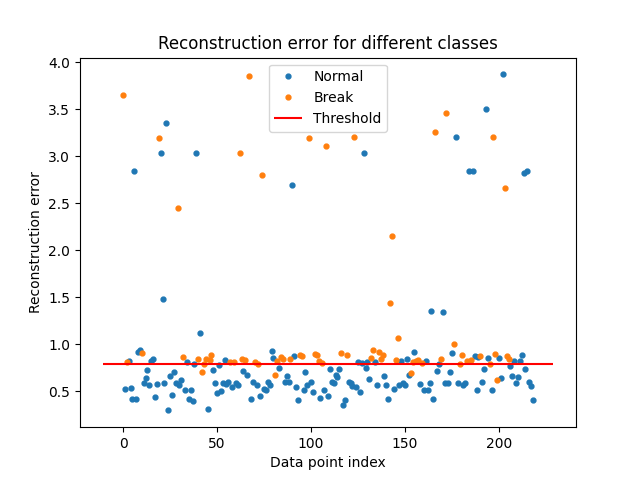 Reconstruction error for different classes
Normal
Break
Threshold
4.0
3.5
3.0
2.5
2.0
1.5
1.0
0.5
Reconstruction error
0 50 100 150 200
Data point index